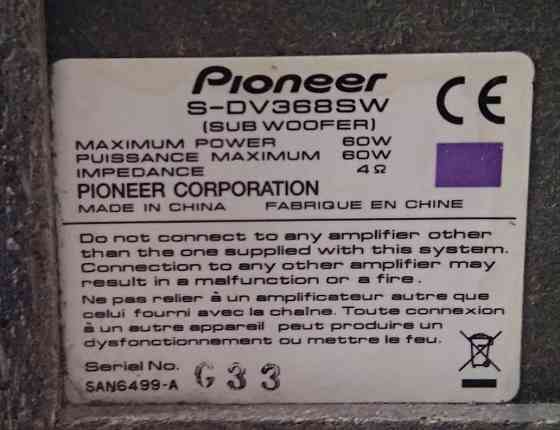 Pioneer
S-DV368SW
(SUB WOOFER)
CE
MAXIMUM POWER 60W
PUISSANCE MAXIMUM 60W
IMPEDANCE 4Ω
PIONEER CORPORATION
MADE IN CHINA FABRIQUE EN CHINE
Do not connect to any amplifier other
than the one supplied with this system.
Connection to any other amplifier may
result in a malfunction or a fire.
Ne pas relier à un amplificateur autre que
celui fourni avec la chaîne. Toute connexion
à un autre appareil peut produire un
dysfonctionnement ou mettre le feu.
Serial No.
SAN6499-A G33